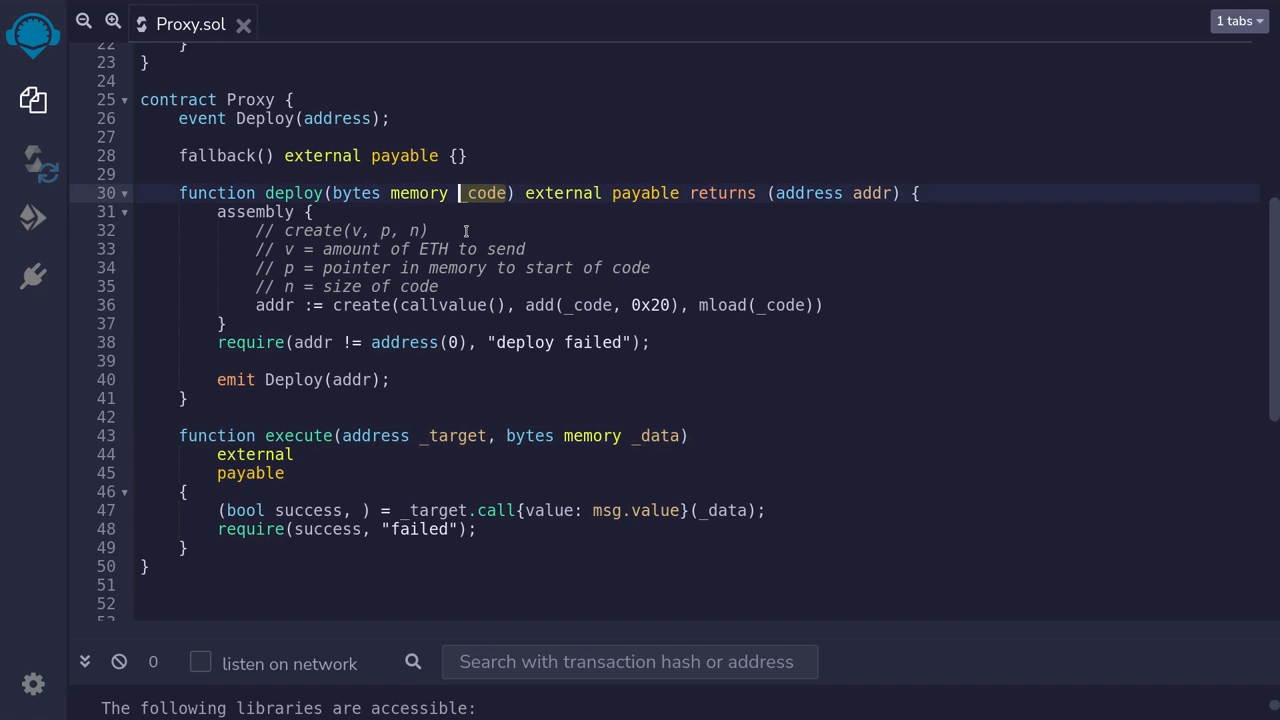 Proxy.sol
1 tabs
22 }
23 }
24
25 contract Proxy {
26 event Deploy(address);
27
28 fallback() external payable {}
29
30 function deploy(bytes memory _code) external payable returns (address addr) {
31 assembly {
32 // create(v, p, n)
33 // v = amount of ETH to send
34 // p = pointer in memory to start of code
35 // n = size of code
36 addr := create(callvalue(), add(_code, 0x20), mload(_code))
37 }
38 require(addr != address(0), "deploy failed");
39
40 emit Deploy(addr);
41 }
42
43 function execute(address _target, bytes memory _data)
44 external
45 payable
46 {
47 (bool success, ) = _target.call{value: msg.value}(_data);
48 require(success, "failed");
49 }
50 }
51
52
53
0 listen on network Search with transaction hash or address
The following libraries are accessible: